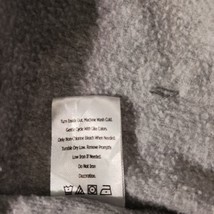 Turn Inside Out. Machine Wash Cold.
Gentle Cycle With Like Colors.
Only Non-Chlorine Bleach When Needed.
Tumble Dry Low. Remove Promptly.
Low Iron If Needed.
Do Not Iron